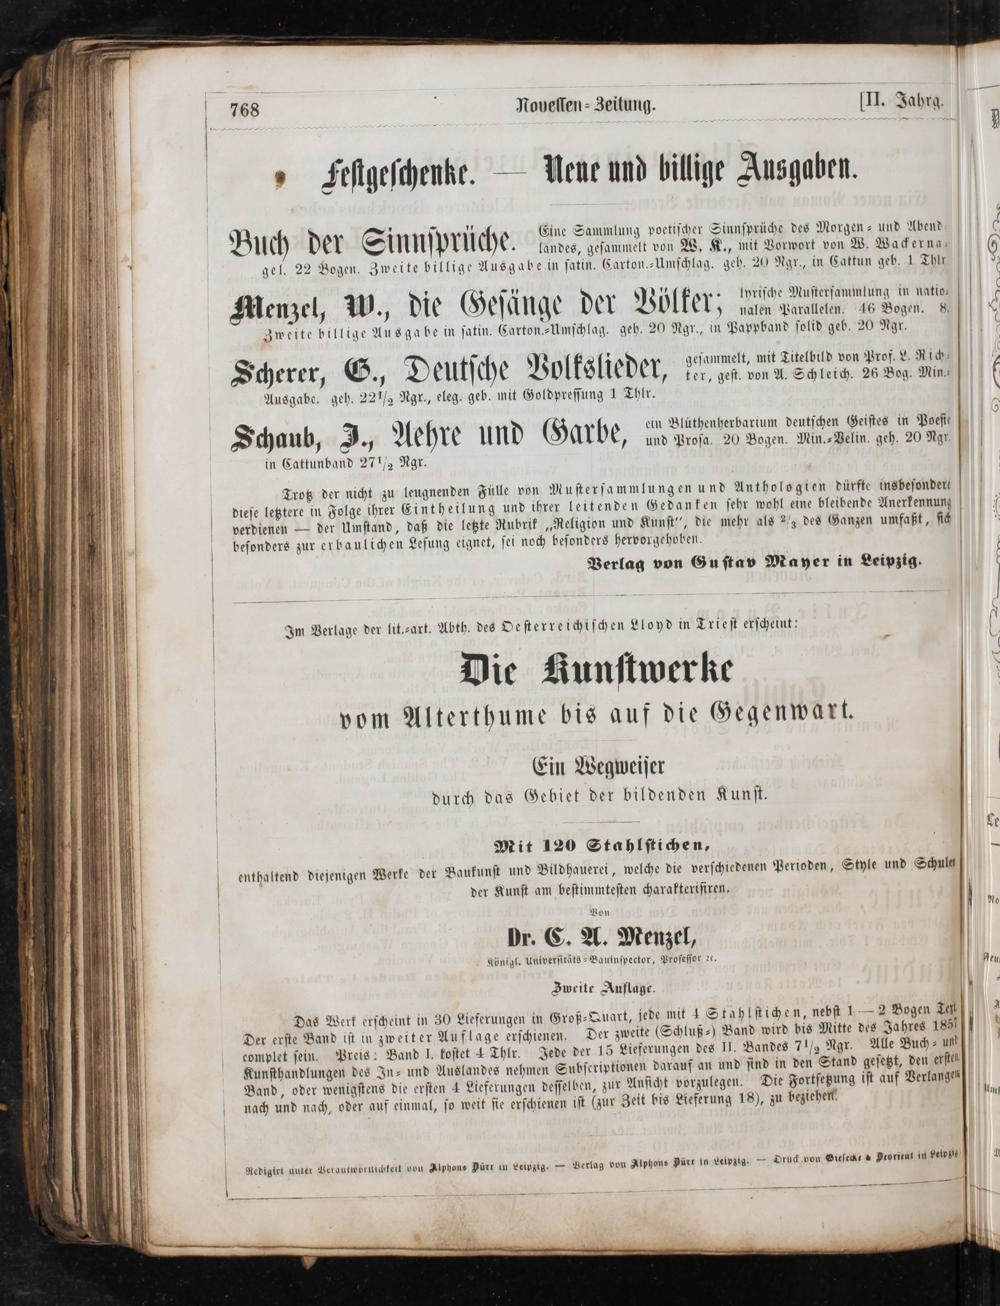 768 Novellen-Zeitung. [II. Jahrg.
Festgeschenke. — Neue und billige Ausgaben.
Buch der Sinnsprüche. Eine Sammlung poetischer Sinnsprüche des Morgen- und Abend-
landes, gesammelt von W. K., mit Vorwort von W. Wackerna-
gel. 22 Bogen. Zweite billige Ausgabe in satin. Carton.-Umschlag. geh. 20 Ngr., in Cattun geb. 1 Thlr
Menzel, W., die Gesänge der Völker; lyrische Mustersammlung in natio-
nalen Parallelen. 46 Bogen. 8.
Zweite billige Ausgabe in satin. Carton.-Umschlag. geh. 20 Ngr., in Pappband solid geb. 20 Ngr.
Scherer, G., Deutsche Volkslieder, gesammelt, mit Titelbild von Prof. L. Rich-
ter, gest. von A. Schleich. 26 Bog. Min.-
Ausgabe. geh. 22 1/2 Ngr., eleg. geb. mit Goldpressung 1 Thlr.
Schaub, J., Aehre und Garbe, ein Blüthenherbarium deutschen Geistes in Poesie
und Prosa. 20 Bogen. Min.-Velin. geh. 20 Ngr.
in Cattunband 27 1/2 Ngr.
Trotz der nicht zu leugnenden Fülle von Mustersammlungen und Anthologien dürfte insbesondere
diese letztere in Folge ihrer Eintheilung und ihrer leitenden Gedanken sehr wohl eine bleibende Anerkennung
verdienen — der Umstand, daß die letzte Rubrik „Religion und Kunst“, die mehr als 2/3 des Ganzen umfaßt, sich
besonders zur erbaulichen Lesung eignet, sei noch besonders hervorgehoben.
Verlag von Gustav Mayer in Leipzig.
Im Verlage der lit.-art. Abth. des Oesterreichischen Lloyd in Triest erscheint:
Die Kunstwerke
vom Alterthume bis auf die Gegenwart.
Ein Wegweiser
durch das Gebiet der bildenden Kunst.
Mit 120 Stahlstichen,
enthaltend diejenigen Werke der Baukunst und Bildhauerei, welche die verschiedenen Perioden, Style und Schulen
der Kunst am bestimmtesten charakterisiren.
Von
Dr. C. A. Menzel,
Königl. Universitäts-Bauinspector, Professor ꝛc.
Zweite Auflage.
Das Werk erscheint in 30 Lieferungen in Groß-Quart, jede mit 4 Stahlstichen, nebst 1 — 2 Bogen Text
Der erste Band ist in zweiter Auflage erschienen. Der zweite (Schluß-) Band wird bis Mitte des Jahres 1857
complet sein. Preis: Band I. kostet 4 Thlr. Jede der 15 Lieferungen des II. Bandes 7 1/2 Ngr. Alle Buch- und
Kunsthandlungen des In- und Auslandes nehmen Subscriptionen darauf an und sind in den Stand gesetzt, den ersten
Band, oder wenigstens die ersten 4 Lieferungen desselben, zur Ansicht vorzulegen. Die Fortsetzung ist auf Verlangen
nach und nach, oder auf einmal, so weit sie erschienen ist (zur Zeit bis Lieferung 18), zu beziehen.
Redigirt unter Verantwortlichkeit von Alphons Dürr in Leipzig. — Verlag von Alphons Dürr in Leipzig. — Druck von Giesecke & Devrient in Leipzig